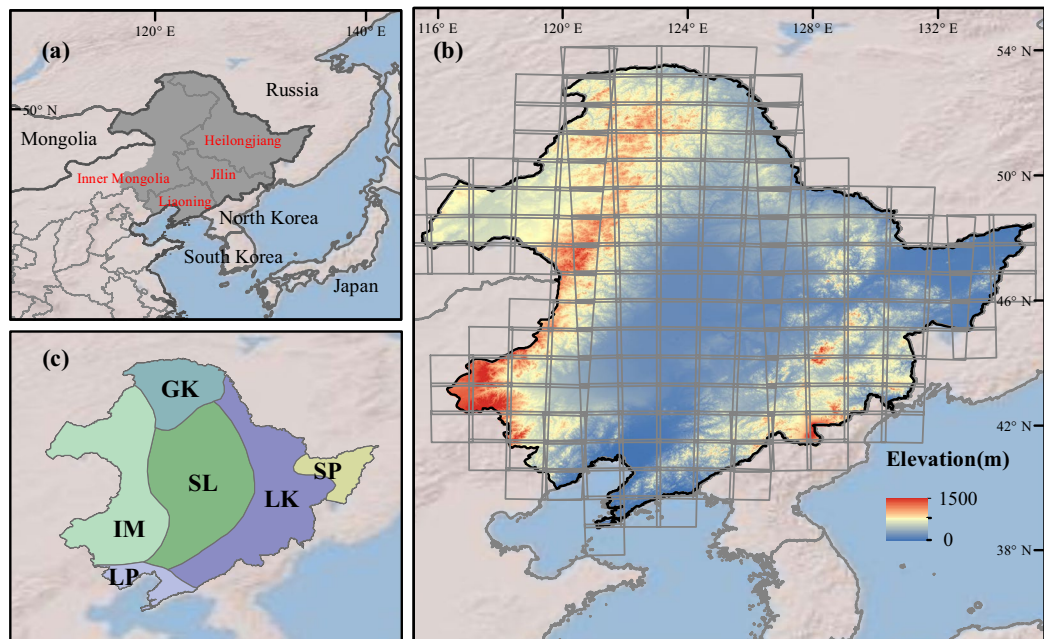 120° E
140° E
(a)
Russia
50° N
Mongolia
Heilongjiang
Inner Mongolia
Jilin
Liaoning
North Korea
South Korea
Japan
116° E
120° E
124° E
128° E
132° E
(b)
54° N
50° N
46° N
42° N
38° N
Elevation(m)
1500
0
(c)
GK
SL
SP
LK
IM
LP